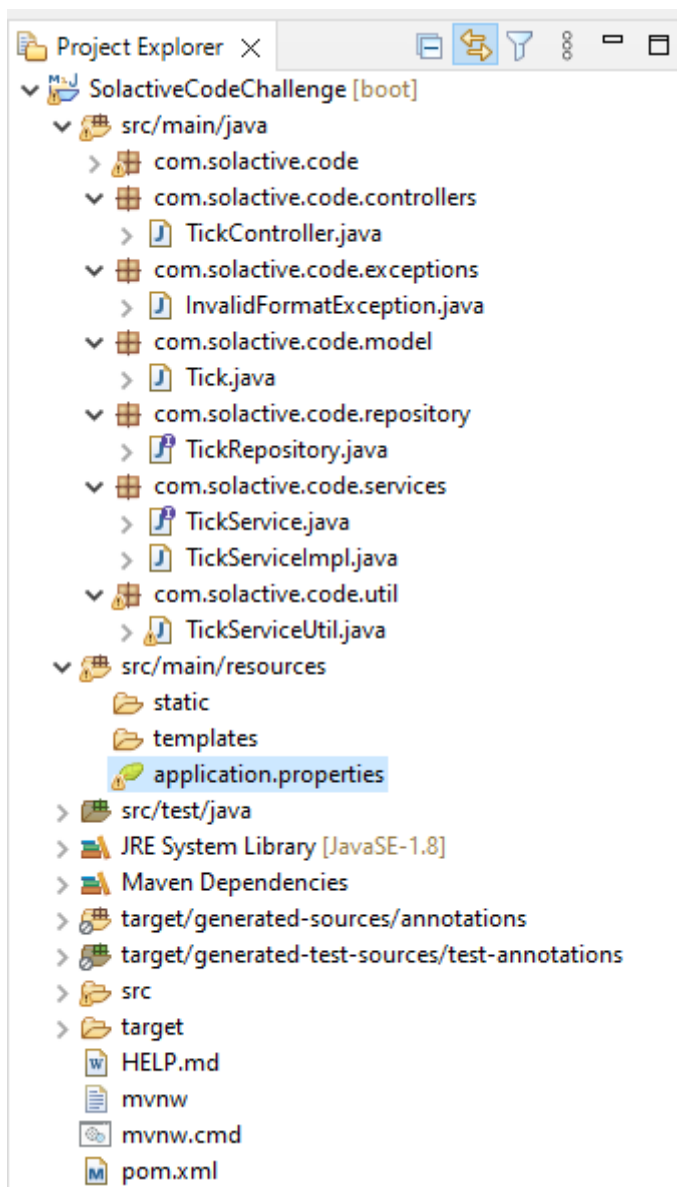 Project Explorer
SolactiveCodeChallenge [boot]
src/main/java
com.solactive.code
com.solactive.code.controllers
TickController.java
com.solactive.code.exceptions
InvalidFormatException.java
com.solactive.code.model
Tick.java
com.solactive.code.repository
TickRepository.java
com.solactive.code.services
TickService.java
TickServiceImpl.java
com.solactive.code.util
TickServiceUtil.java
src/main/resources
static
templates
application.properties
src/test/java
JRE System Library [JavaSE-1.8]
Maven Dependencies
target/generated-sources/annotations
target/generated-test-sources/test-annotations
src
target
HELP.md
mvnw
mvnw.cmd
pom.xml